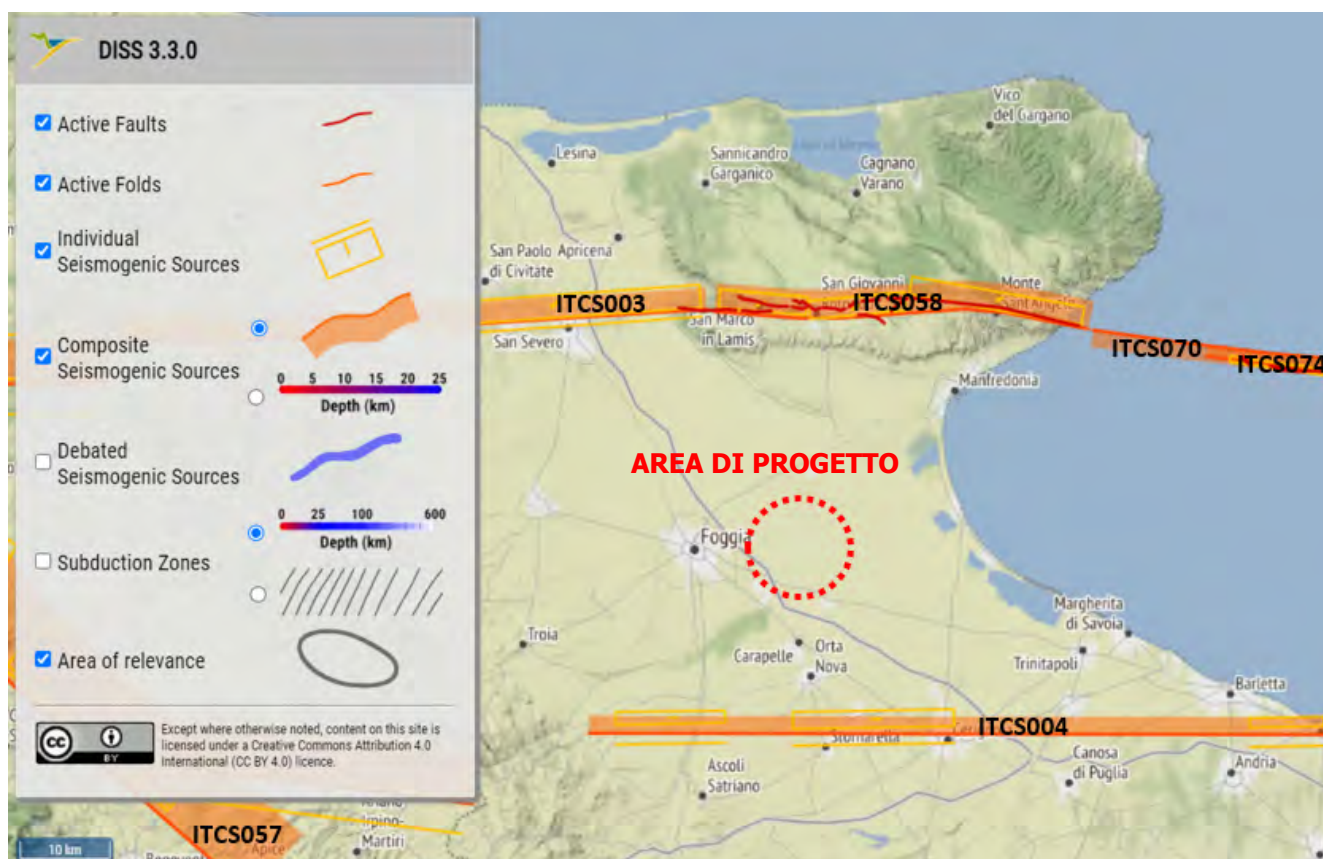 DISS 3.3.0
Active Faults
Active Folds
Individual
Seismogenic Sources
Composite
Seismogenic Sources
0 5 10 15 20 25
Depth (km)
Debated
Seismogenic Sources
0 25 100 600
Depth (km)
Subduction Zones
Area of relevance
cc
BY
Except where otherwise noted, content on this site is
licensed under a Creative Commons Attribution 4.0
International (CC BY 4.0) licence.
10 km
Vico
del Gargano
Lesina
Sannicandro
Garganico
Cagnano
Varano
San Paolo
di Civitate
Apricena
San Giovanni
Monte
Sant'Angelo
ITCS003
ITCS058
San Marco
in Lamis
San Severo
ITCS070
ITCS074
Manfredonia
AREA DI PROGETTO
Foggia
Margherita
di Savoia
Troia
Carapelle
Orta
Nova
Trinitapoli
Barletta
ITCS004
Stornarella
Ascoli
Satriano
Canosa
di Puglia
Andria
ITCS057
Irpino-
Martiri
Apice